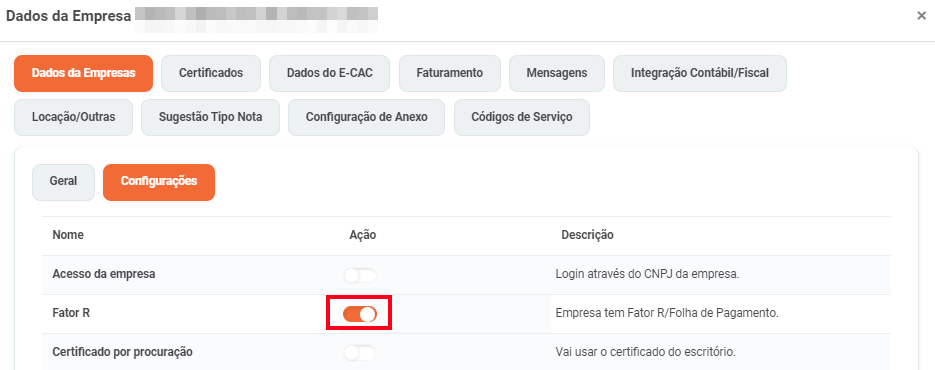 Dados da Empresa
×
Dados da Empresas Certificados Dados do E-CAC Faturamento Mensagens Integração Contábil/Fiscal
Locação/Outras Sugestão Tipo Nota Configuração de Anexo Códigos de Serviço
Geral Configurações
Nome Ação Descrição
Acesso da empresa Login através do CNPJ da empresa.
Fator R Empresa tem Fator R/Folha de Pagamento.
Certificado por procuração Vai usar o certificado do escritório.